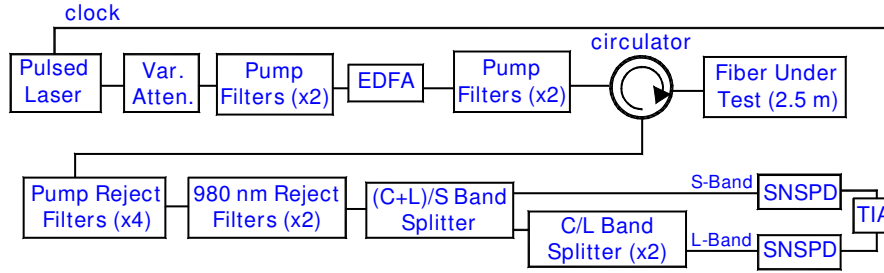 clock
circulator
Pulsed
Laser
Var.
Atten.
Pump
Filters (x2)
EDFA
Pump
Filters (x2)
Fiber Under
Test (2.5 m)
Pump Reject
Filters (x4)
980 nm Reject
Filters (x2)
(C+L)/S Band
Splitter
S-Band
SNSPD
C/L Band
Splitter (x2)
L-Band
SNSPD
TIA